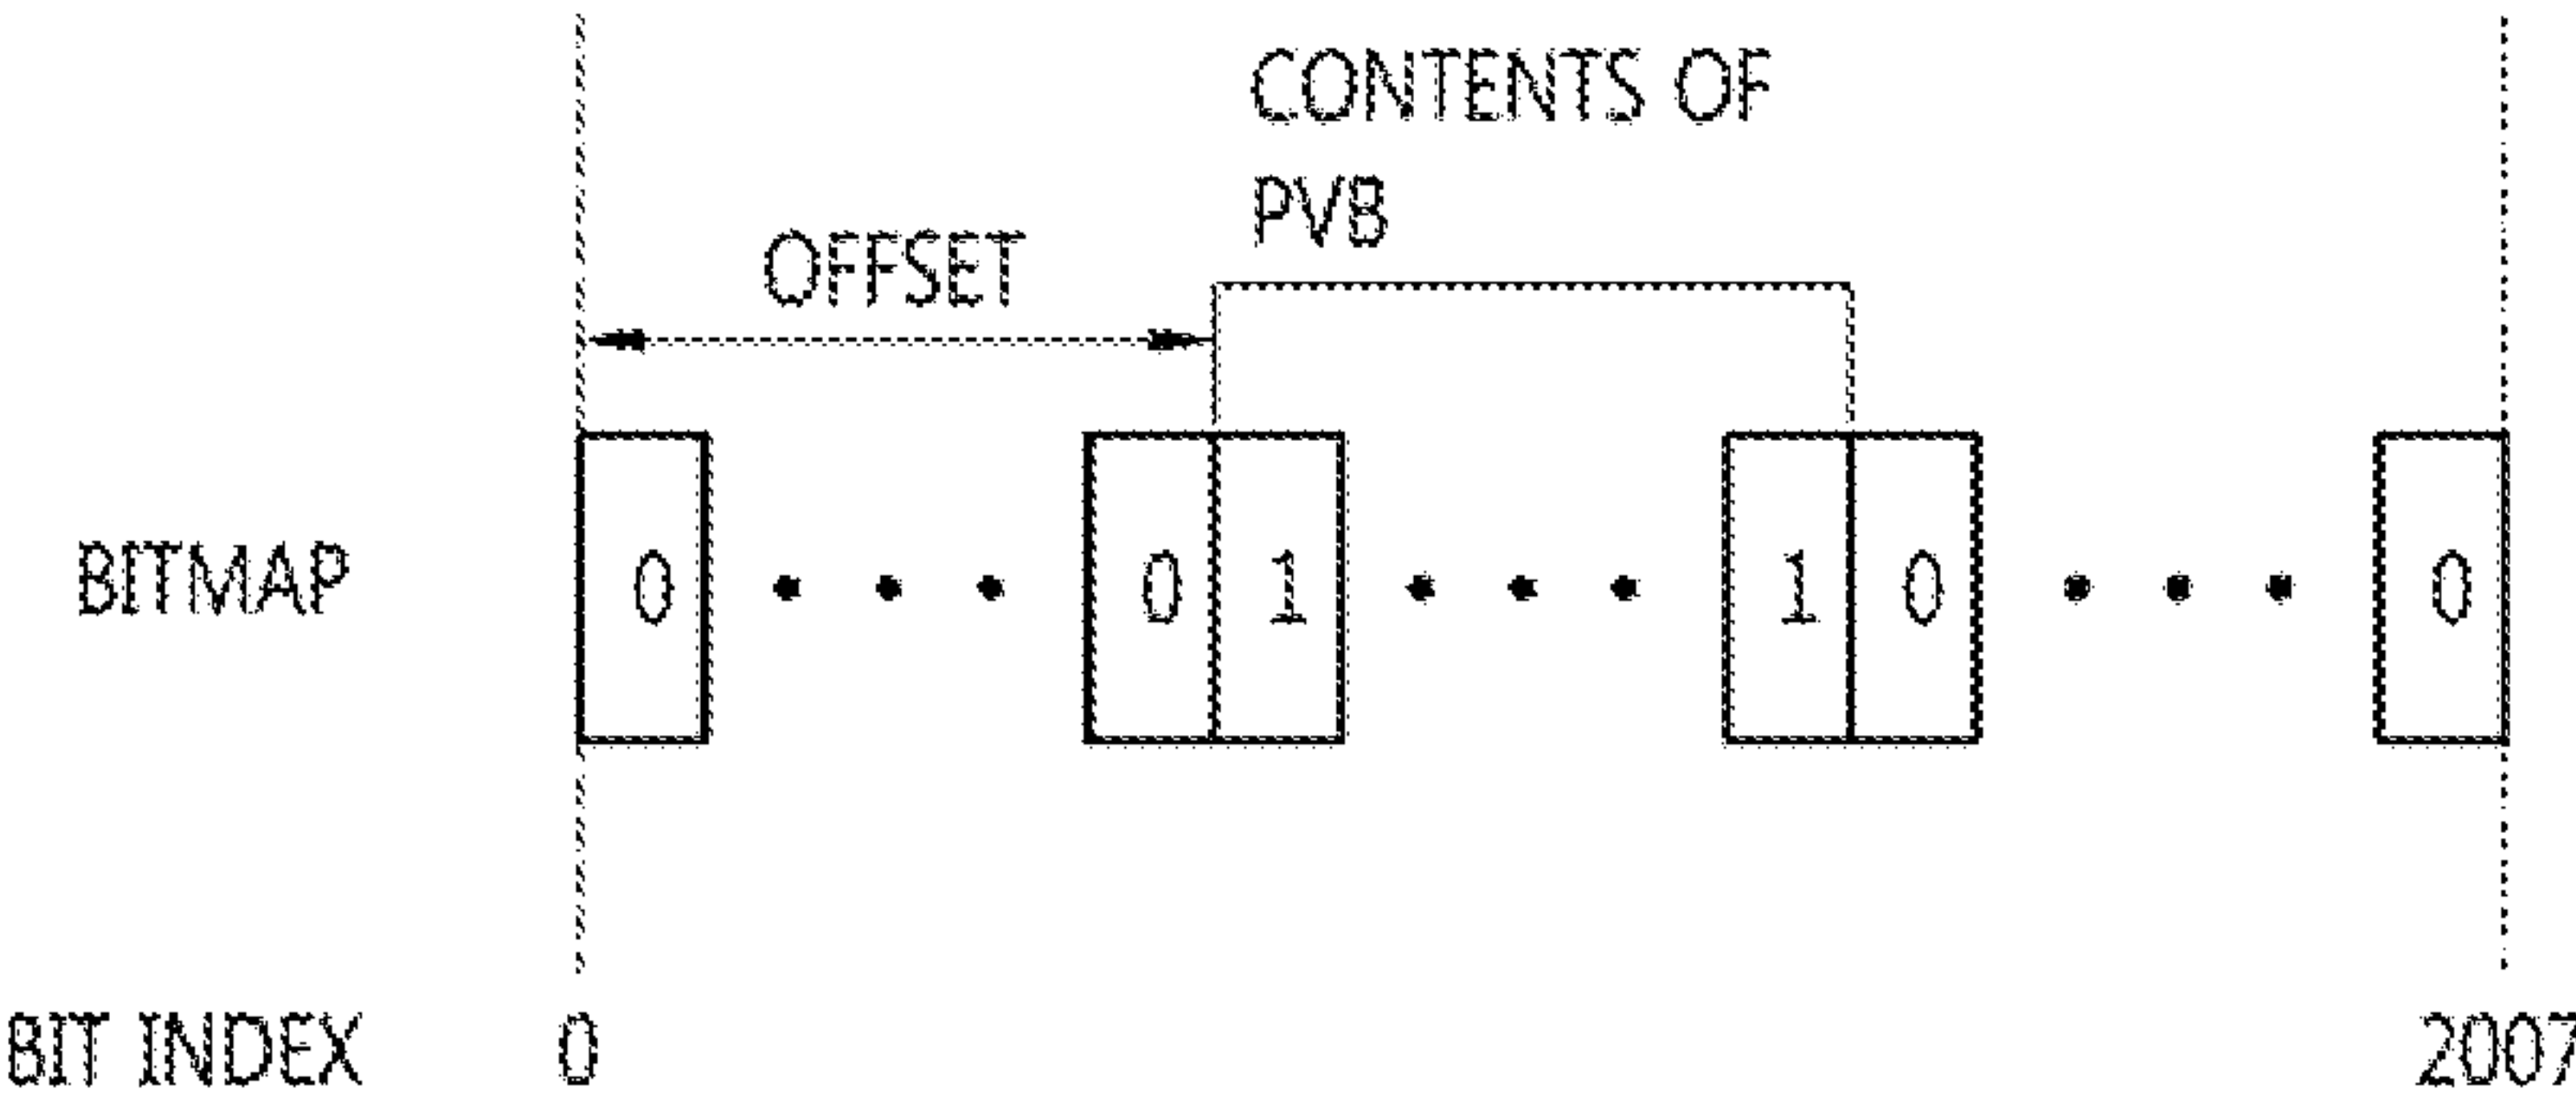 CONTENTS OF
PVB
OFFSET
BITMAP 0 • • • 0 1 • • • 1 0 • • • 0
BIT INDEX 0 2007